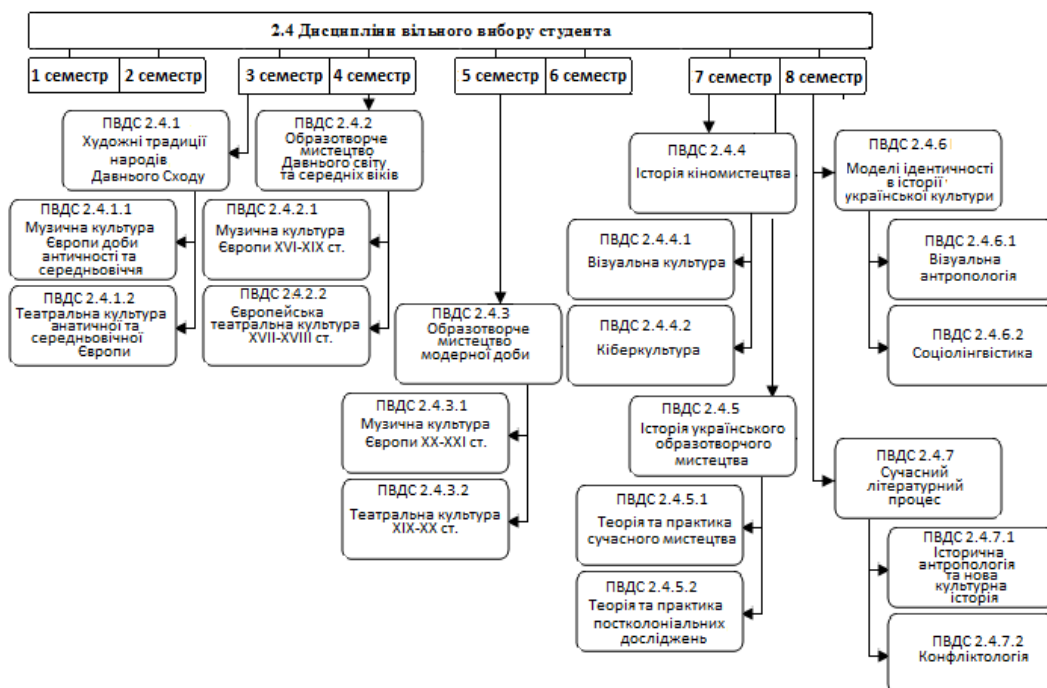 2.4 Дисципліни вільного вибору студента
1 семестр
2 семестр
3 семестр
4 семестр
5 семестр
6 семестр
7 семестр
8 семестр
ПВДС 2.4.1
Художні традиції
народів
Давнього Сходу
ПВДС 2.4.1.1
Музична культура
Європи доби
античності та
середньовіччя
ПВДС 2.4.1.2
Театральна культура
анатичної та
середньовічної
Європи
ПВДС 2.4.2
Образотворче
мистецтво
Давнього світу
та середніх віків
ПВДС 2.4.2.1
Музична культура
Європи XVI-XIX ст.
ПВДС 2.4.2.2
Європейська
театральна культура
XVII-XVIII ст.
ПВДС 2.4.3
Образотворче
мистецтво
модерної доби
ПВДС 2.4.3.1
Музична культура
Європи XX-XXI ст.
ПВДС 2.4.3.2
Театральна культура
XIX-XX ст.
ПВДС 2.4.4
Історія кіномистецтва
ПВДС 2.4.4.1
Візуальна культура
ПВДС 2.4.4.2
Кіберкультура
ПВДС 2.4.5
Історія українського
образотворчого
мистецтва
ПВДС 2.4.5.1
Теорія та практика
сучасного мистецтва
ПВДС 2.4.5.2
Теорія та практика
постколоніальних
досліджень
ПВДС 2.4.6
Моделі ідентичності
в історії
української культури
ПВДС 2.4.6.1
Візуальна
антропологія
ПВДС 2.4.6.2
Соціолінгвістика
ПВДС 2.4.7
Сучасний
літературний
процес
ПВДС 2.4.7.1
Історична
антропологія
та нова
культурна
історія
ПВДС 2.4.7.2
Конфліктологія